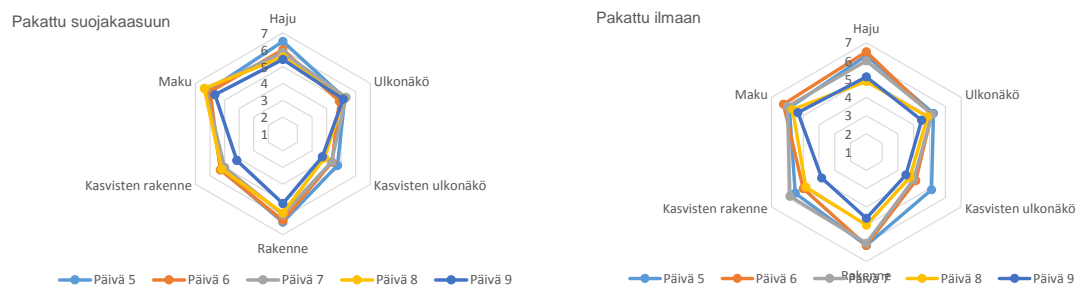 Pakattu suojakaasuun
Haju
7
6
5
4
3
2
1
Maku
Ulkonäkö
Kasvisten rakenne
Kasvisten ulkonäkö
Rakenne
Päivä 5
Päivä 6
Päivä 7
Päivä 8
Päivä 9
Pakattu ilmaan
Haju
7
6
5
4
3
2
1
Maku
Ulkonäkö
Kasvisten rakenne
Kasvisten ulkonäkö
Rakenne
Päivä 5
Päivä 6
Päivä 7
Päivä 8
Päivä 9